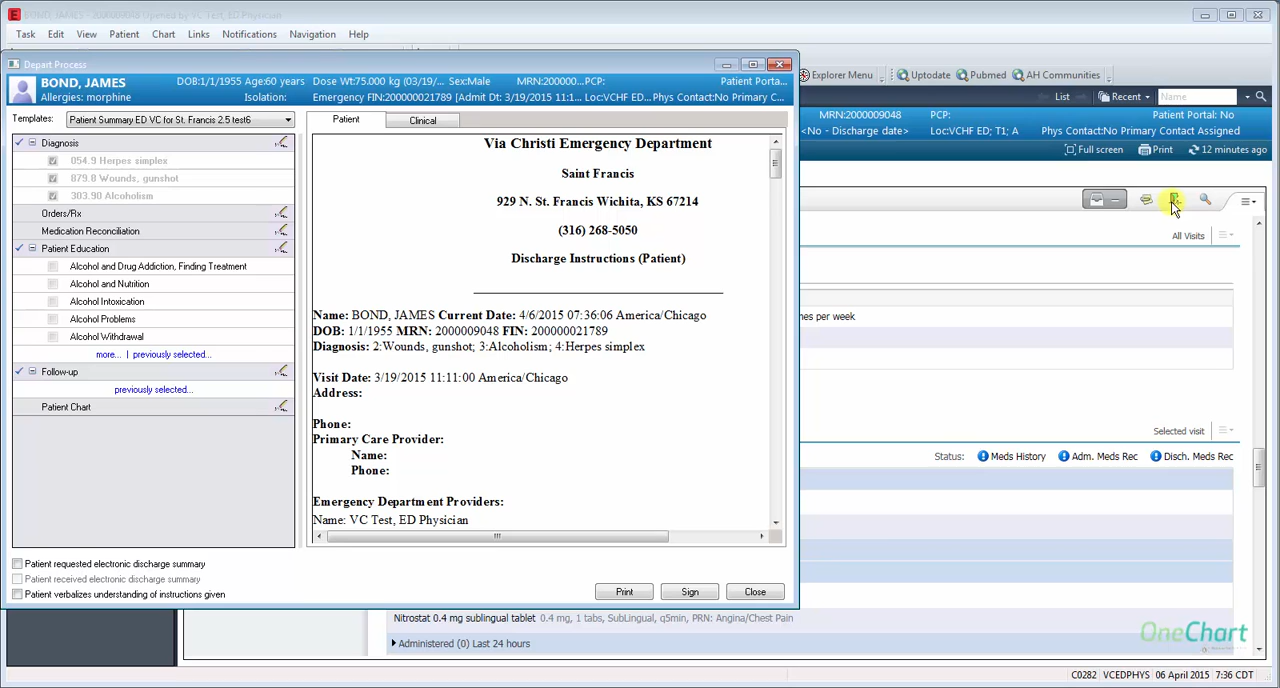 BOND, JAMES - 2000009048 Opened by VC Test, ED Physician
Task Edit View Patient Chart Links Notifications Navigation Help
Depart Process
BOND, JAMES DOB:1/1/1955 Age:60 years Dose Wt:75.000 kg (03/19/... Sex:Male MRN:200000... PCP: Patient Porta...
Allergies: morphine Isolation: Emergency FIN:200000021789 [Admit Dt: 3/19/2015 11:1... Loc:VCHF ED; Phys Contact:No Primary C...
Templates: Patient Summary ED VC for St. Francis 2.5 test6
Diagnosis
054.9 Herpes simplex
879.8 Wounds, gunshot
303.90 Alcoholism
Orders/Rx
Medication Reconciliation
Patient Education
Alcohol and Drug Addiction, Finding Treatment
Alcohol and Nutrition
Alcohol Intoxication
Alcohol Problems
Alcohol Withdrawal
more... | previously selected...
Follow-up
previously selected...
Patient Chart
Patient Clinical
Via Christi Emergency Department
Saint Francis
929 N. St. Francis Wichita, KS 67214
(316) 268-5050
Discharge Instructions (Patient)
Name: BOND, JAMES Current Date: 4/6/2015 07:36:06 America/Chicago
DOB: 1/1/1955 MRN: 2000009048 FIN: 200000021789
Diagnosis: 2:Wounds, gunshot; 3:Alcoholism; 4:Herpes simplex
Visit Date: 3/19/2015 11:11:00 America/Chicago
Address:
Phone:
Primary Care Provider:
Name:
Phone:
Emergency Department Providers:
Name: VC Test, ED Physician
Patient requested electronic discharge summary
Patient received electronic discharge summary
Patient verbalizes understanding of instructions given
Print Sign Close
Explorer Menu Uptodate Pubmed AH Communities
List Recent Name
MRN:2000009048 PCP: Patient Portal: No
<No - Discharge date> Loc:VCHF ED; T1; A Phys Contact:No Primary Contact Assigned
Full screen Print 12 minutes ago
All Visits
nes per week
Selected visit
Status: Meds History Adm. Meds Rec Disch. Meds Rec
Nitrostat 0.4 mg sublingual tablet 0.4 mg, 1 tabs, SubLingual, q5min, PRN: Angina/Chest Pain
Administered (0) Last 24 hours
OneChart
C0282 VCEDPHYS 06 April 2015 7:36 CDT